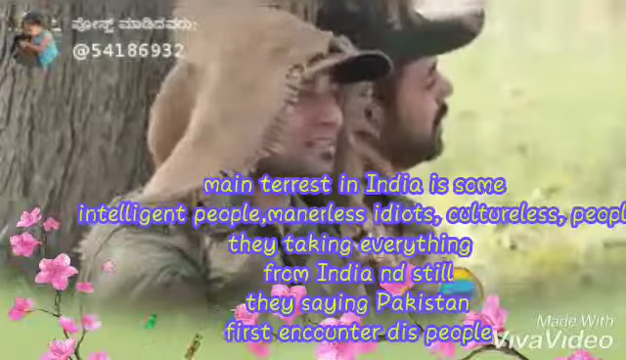 ಪೋಸ್ಟ್ ಮಾಡಿದವರು:
@54186932
main terrest in India is some
intelligent people,manerless idiots, cultureless, peopl
they taking everything
from India nd still
they saying Pakistan
first encounter dis people
Made With
VivaVideo